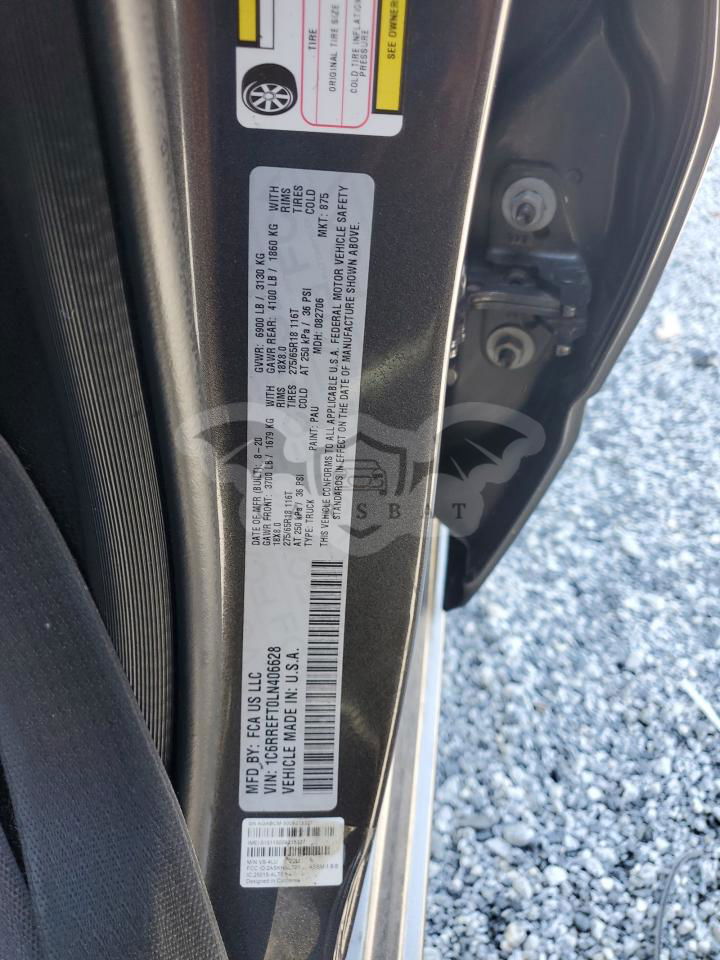 TIRE
ORIGINAL TIRE SIZE
COLD TIRE INFLATION
PRESSURE
SEE OWNER
MFD BY: FCA US LLC
DATE OF MFR (BUILT): 8-20
GVWR: 6900 LB / 3130 KG
GAWR FRONT: 3700 LB / 1679 KG WITH
GAWR REAR: 4100 LB / 1860 KG WITH
18X8.0 RIMS
18X8.0 RIMS
275/65R18 116T TIRES
275/65R18 116T TIRES
AT 250 kPa / 36 PSI COLD
AT 250 kPa / 36 PSI COLD
VIN: 1C6RREFT0LN406628
TYPE: TRUCK
PAINT: PAU
MDH: 082706
MKT: 875
VEHICLE MADE IN: U.S.A.
THIS VEHICLE CONFORMS TO ALL APPLICABLE U.S.A. FEDERAL MOTOR VEHICLE SAFETY
STANDARDS IN EFFECT ON THE DATE OF MANUFACTURE SHOWN ABOVE.
Designed in California